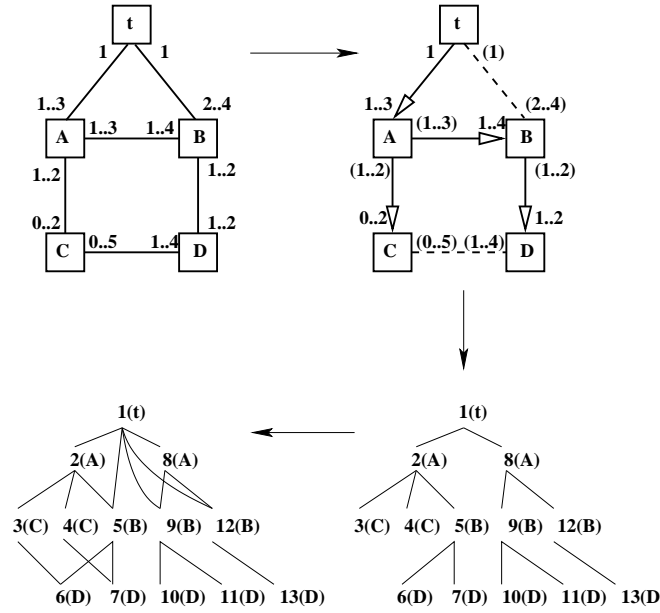 t t
1 1 1 (1)
1..3 2..4 1..3 (2..4)
A 1..3 1..4 B A (1..3) 1..4 B
1..2 1..2 (1..2) (1..2)
0..2 1..2 0..2 1..2
C 0..5 1..4 D C (0..5) (1..4) D
1(t) 1(t)
2(A) 8(A) 2(A) 8(A)
3(C) 4(C) 5(B) 9(B) 12(B) 3(C) 4(C) 5(B) 9(B) 12(B)
6(D) 7(D) 10(D) 11(D) 13(D) 6(D) 7(D) 10(D) 11(D) 13(D)